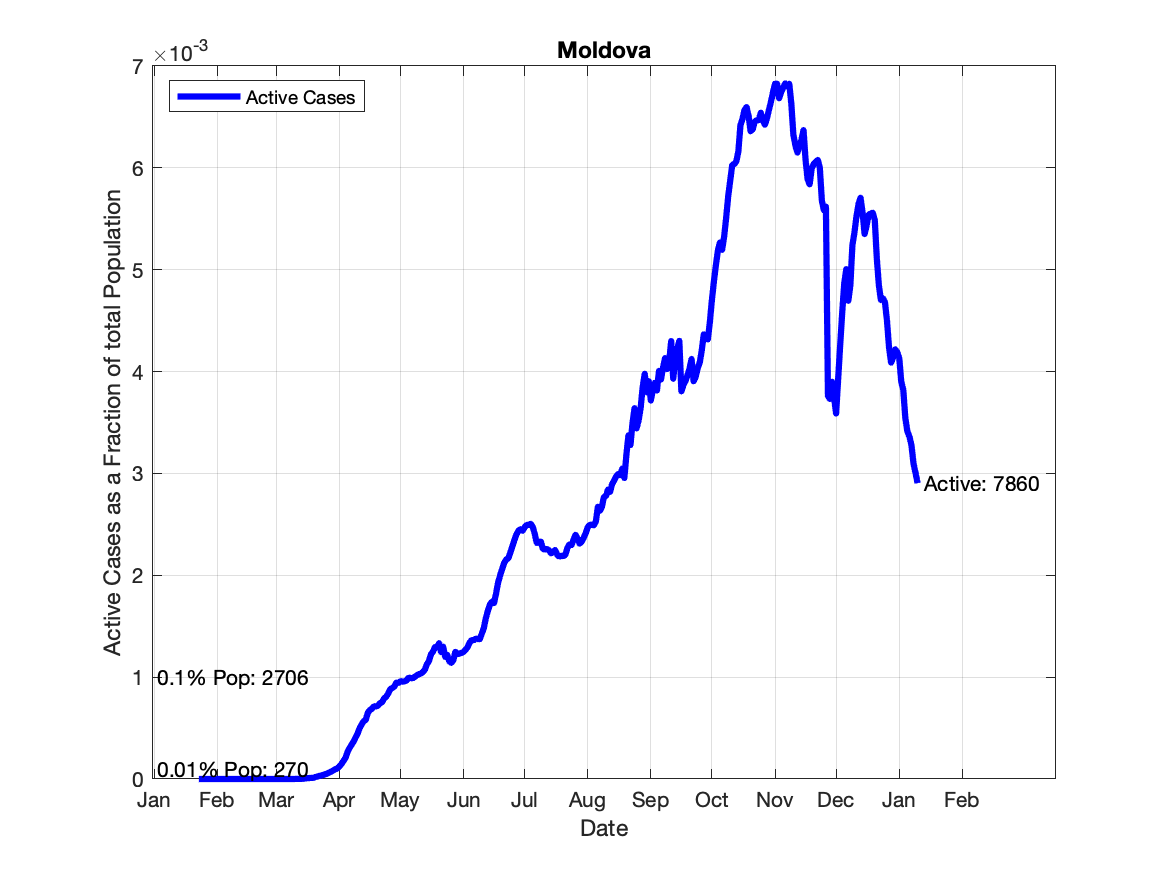 Moldova
×10-3
Active Cases
7
6
5
4
3
2
1
0
Active Cases as a Fraction of total Population
Active: 7860
0.1% Pop: 2706
0.01% Pop: 270
Jan Feb Mar Apr May Jun Jul Aug Sep Oct Nov Dec Jan Feb
Date